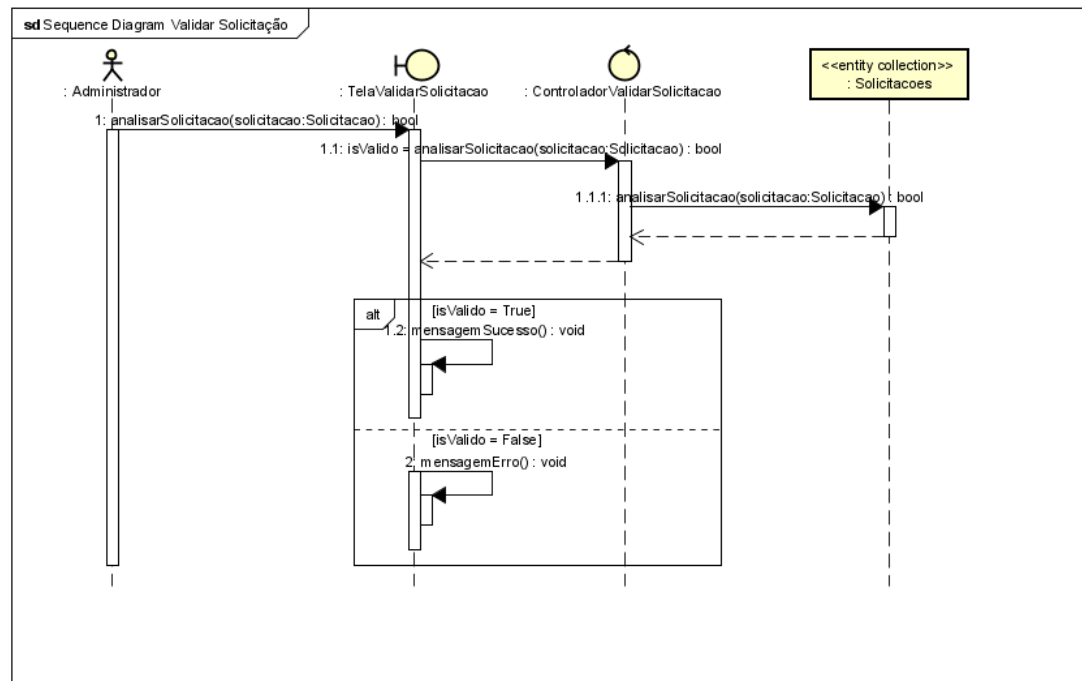 sd Sequence Diagram Validar Solicitação
: Administrador
: TelaValidarSolicitacao
: ControladorValidarSolicitacao
<<entity collection>>
: Solicitacoes
1: analisarSolicitacao(solicitacao:Solicitacao) : bool
1.1: isValido = analisarSolicitacao(solicitacao:Solicitacao) : bool
1.1.1: analisarSolicitacao(solicitacao:Solicitacao) : bool
alt
[isValido = True]
1.2: mensagemSucesso() : void
[isValido = False]
2: mensagemErro() : void